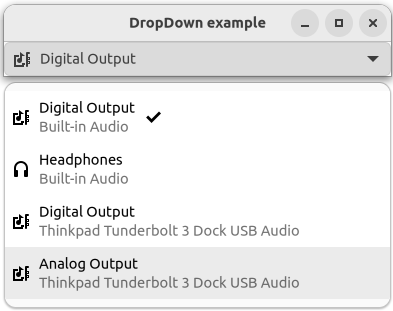 DropDown example
Digital Output
Digital Output
Built-in Audio
Headphones
Built-in Audio
Digital Output
Thinkpad Tunderbolt 3 Dock USB Audio
Analog Output
Thinkpad Tunderbolt 3 Dock USB Audio